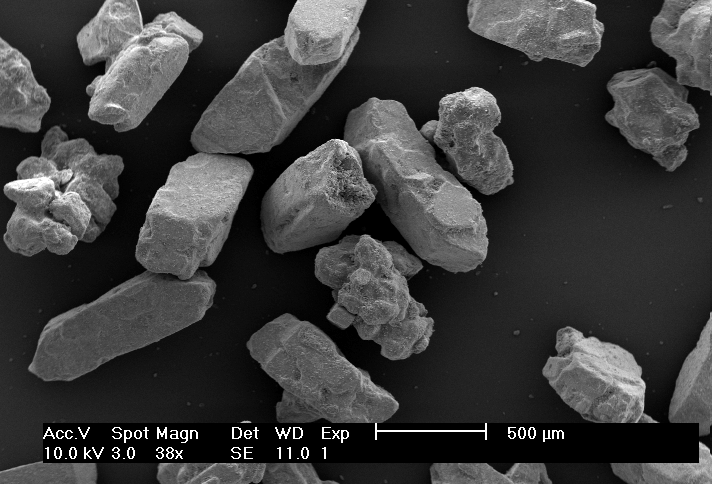 Acc.V Spot Magn Det WD Exp 500 µm
10.0 kV 3.0 38x SE 11.0 1